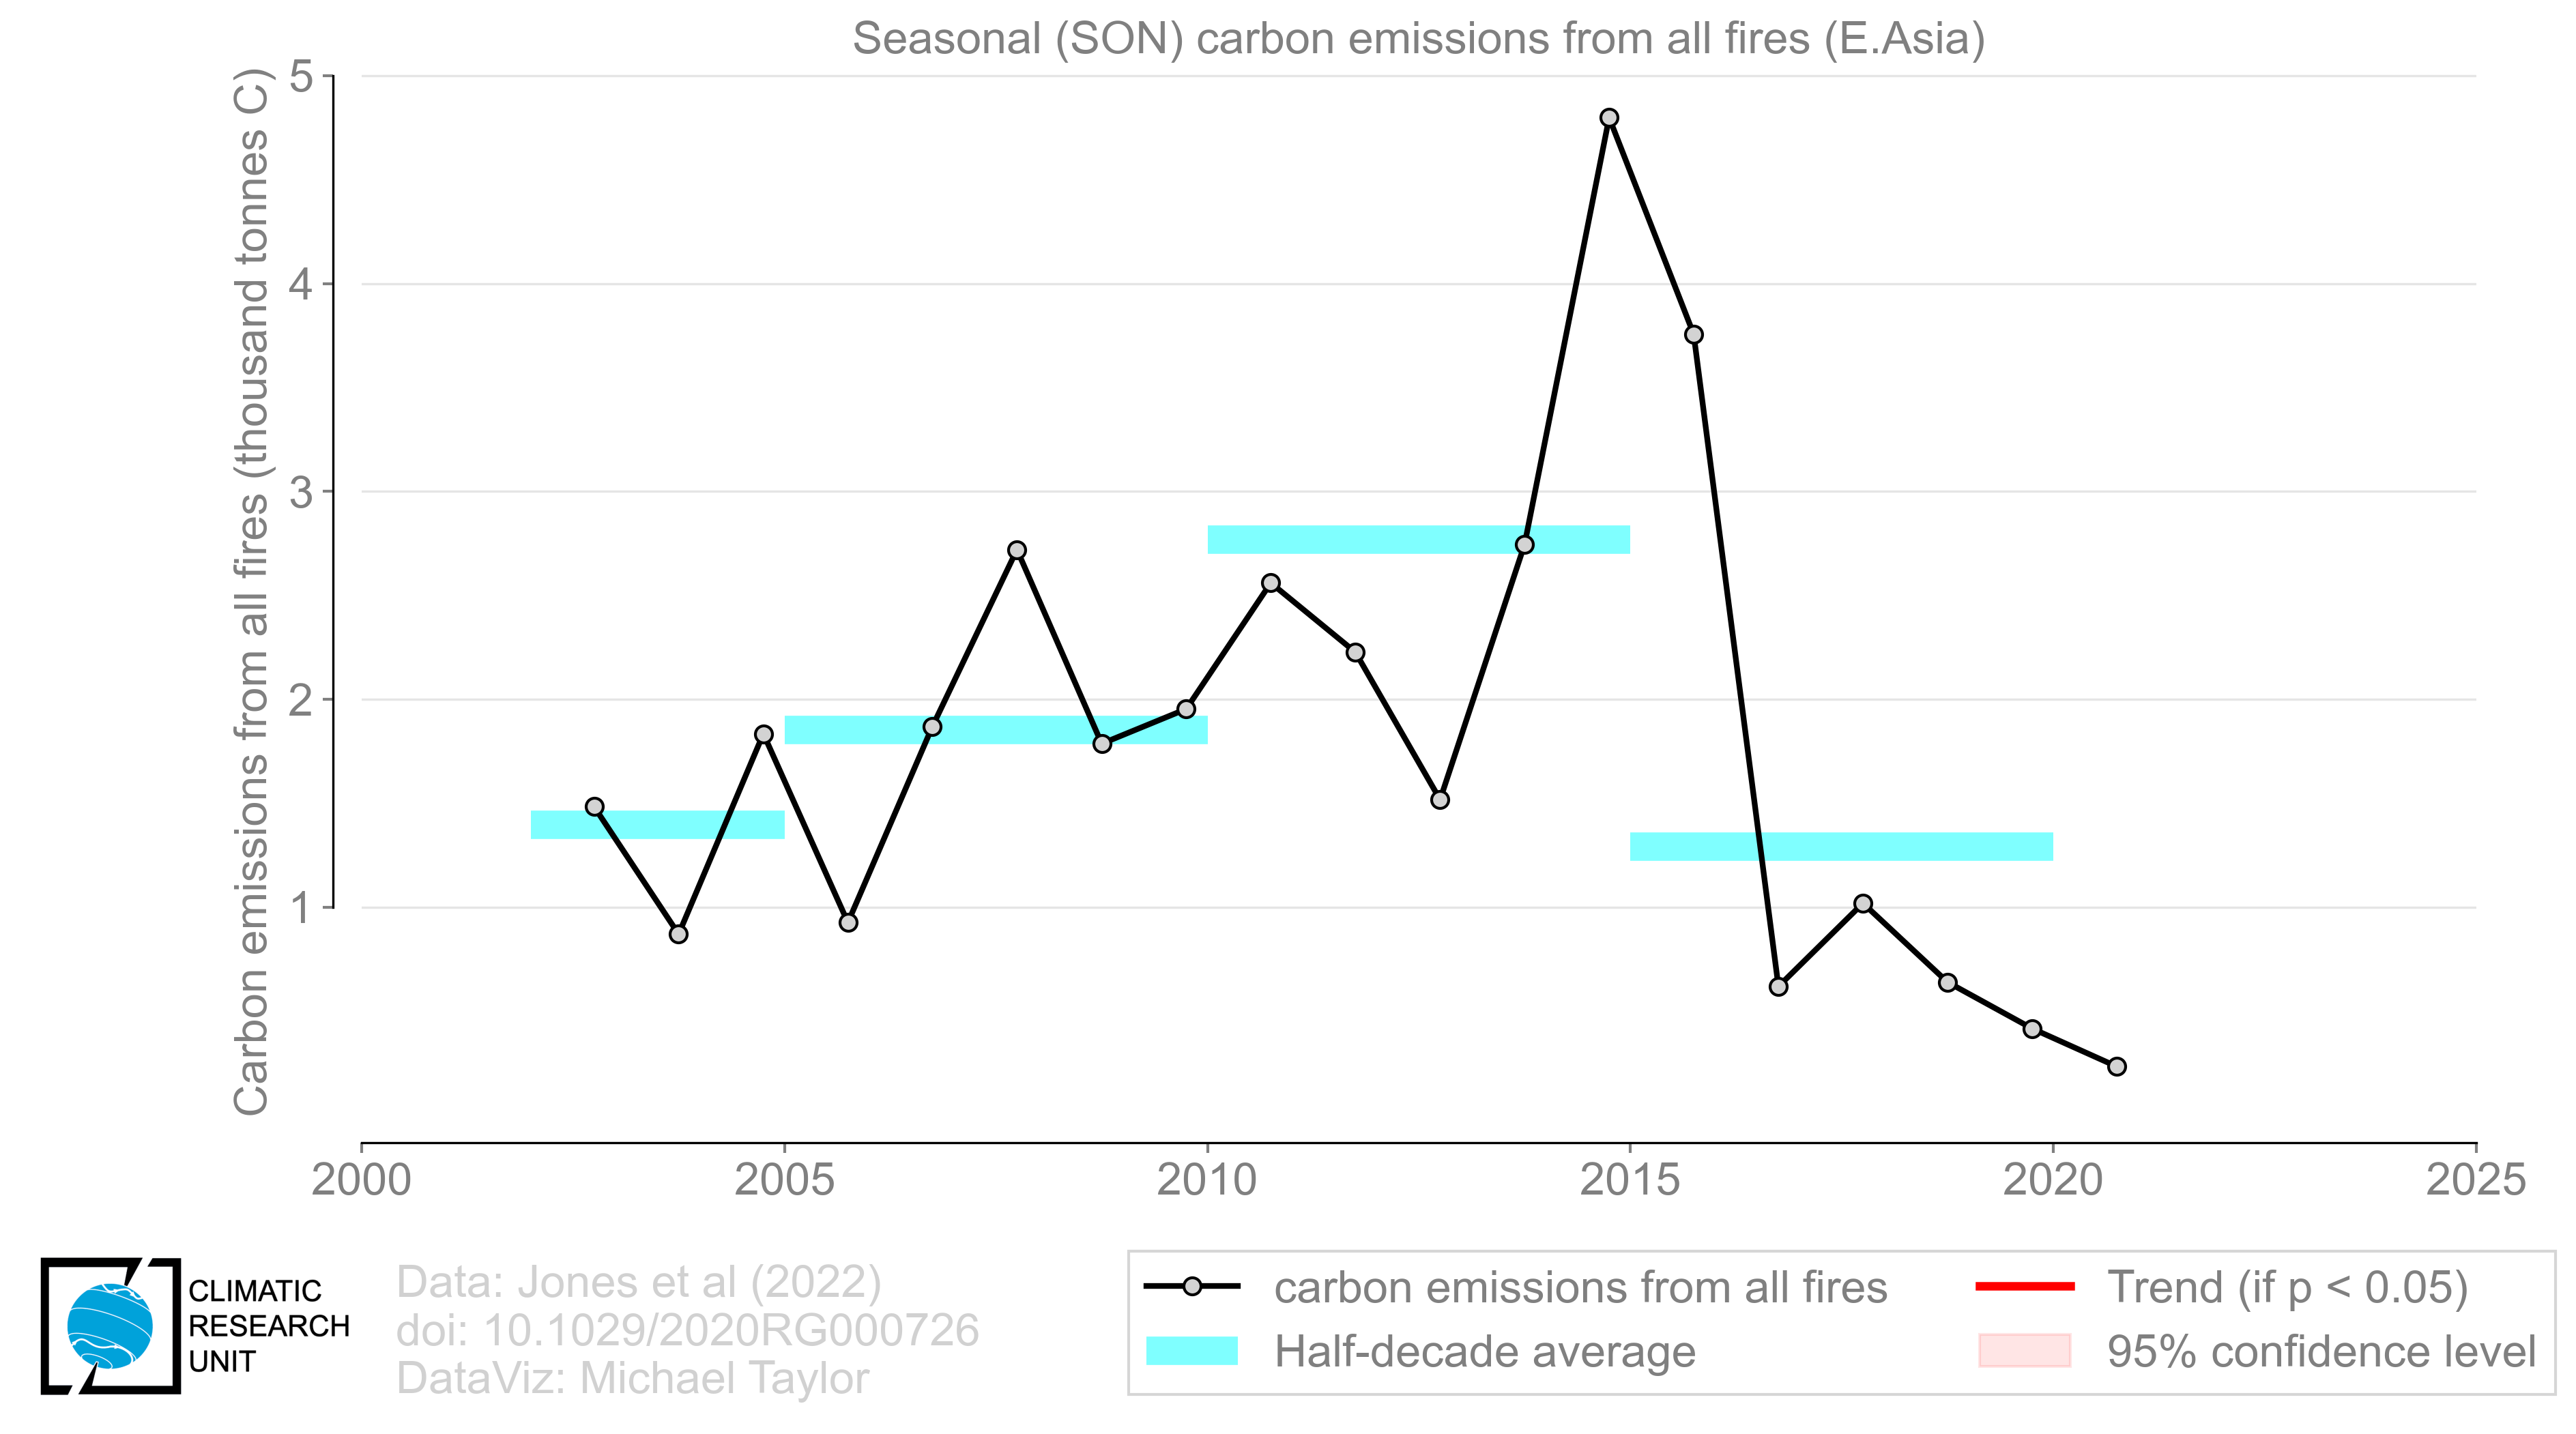 Seasonal (SON) carbon emissions from all fires (E.Asia)
Carbon emissions from all fires (thousand tonnes C)
5
4
3
2
1
2000 2005 2010 2015 2020 2025
CLIMATIC
RESEARCH
UNIT
Data: Jones et al (2022)
doi: 10.1029/2020RG000726
DataViz: Michael Taylor
carbon emissions from all fires
Half-decade average
Trend (if p < 0.05)
95% confidence level